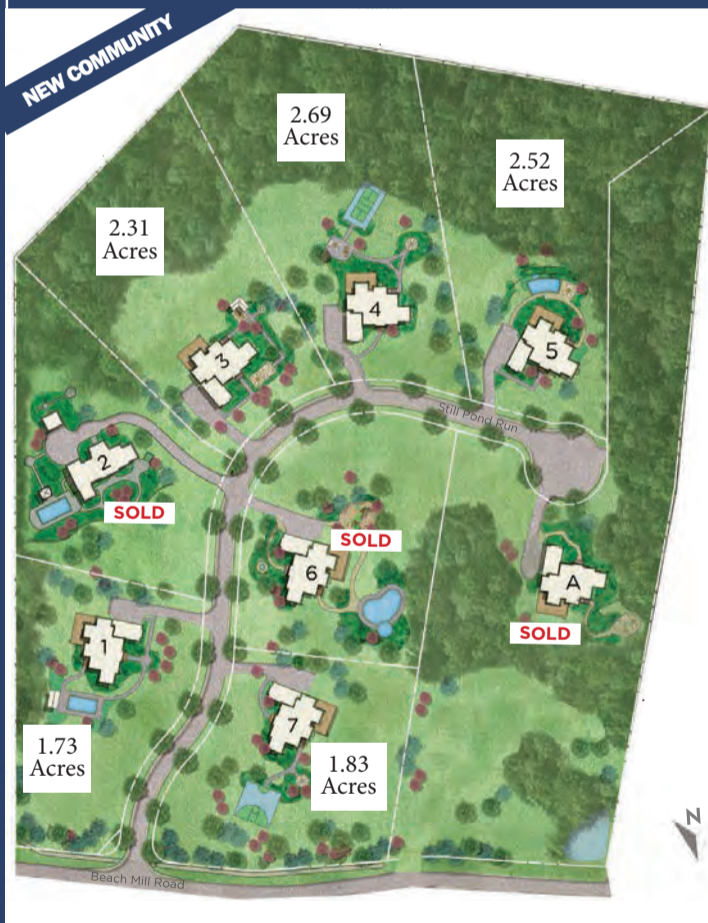 NEW COMMUNITY
2.69
Acres
2.52
Acres
2.31
Acres
4
5
3
Still Pond Run
2
SOLD
SOLD
6
A
SOLD
1
7
1.73
Acres
1.83
Acres
N
Beach Mill Road